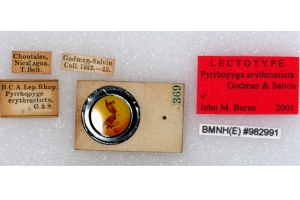 Chontales,
Nicaragua.
T. Belt.
Godman-Salvin
Coll. 1912.—23.
B.C.A.Lep.Rhop.
Pyrrhopyge
erythrosticta,
G. & S.
369
LECTOTYPE
Pyrrhopyga erythrosticta
Godman & Salvin
♂
John M. Burns 2001
BMNH(E) #982991